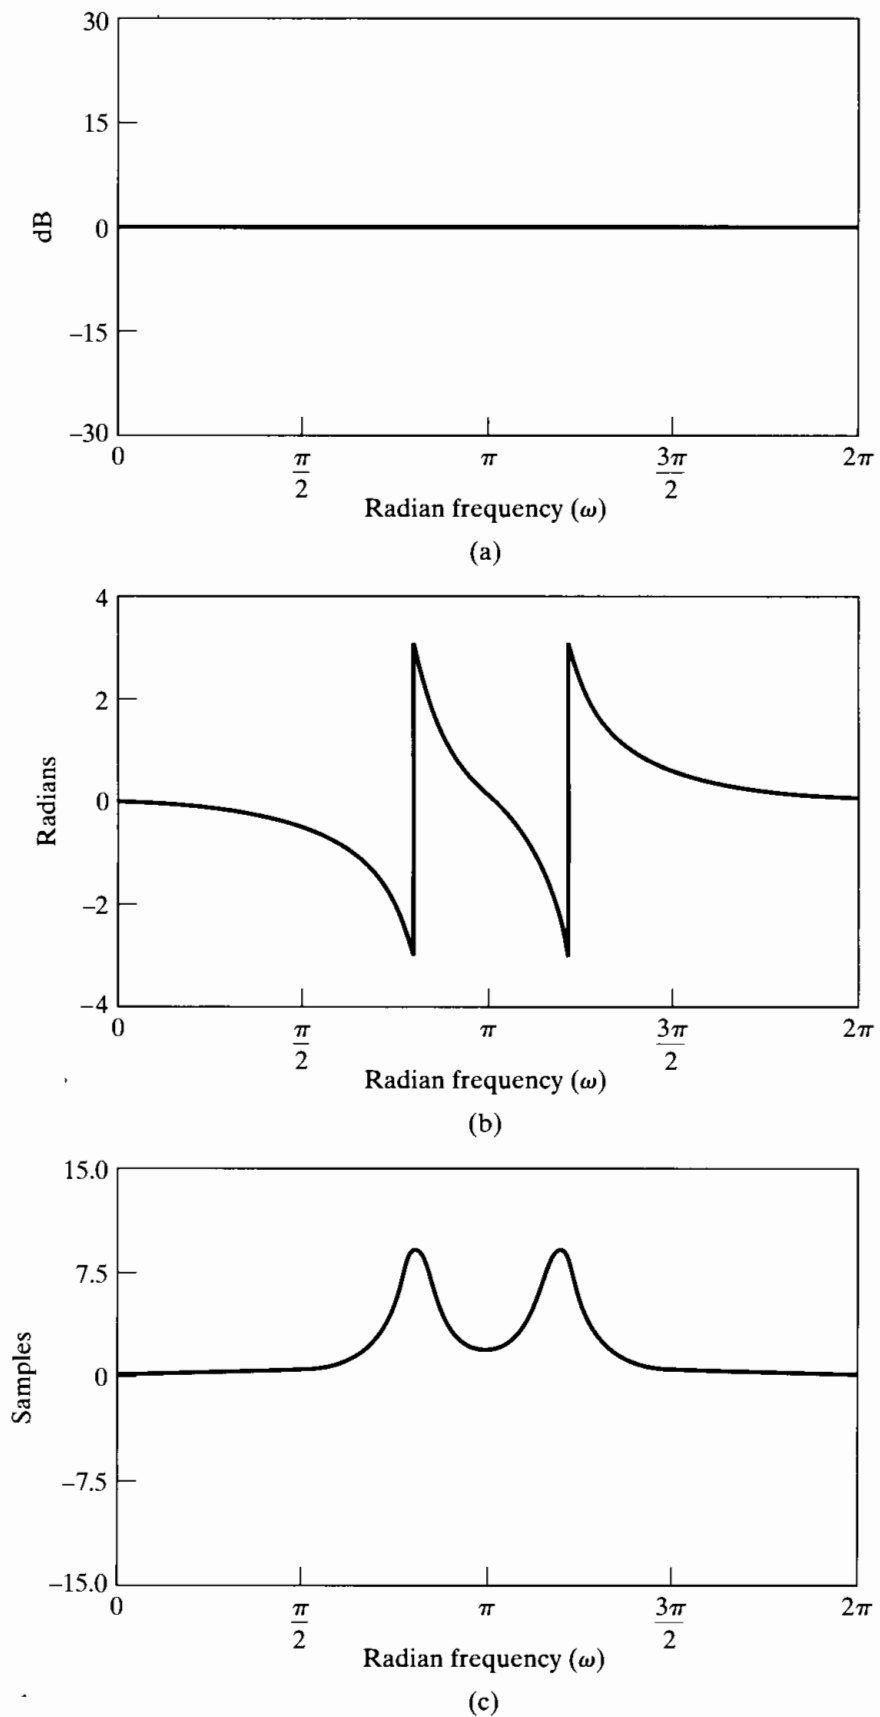 30
15
0
−15
−30
dB
0
π/2
π
3π/2
2π
Radian frequency (ω)
(a)
4
2
0
−2
−4
Radians
0
π/2
π
3π/2
2π
Radian frequency (ω)
(b)
15.0
7.5
0
−7.5
−15.0
Samples
0
π/2
π
3π/2
2π
Radian frequency (ω)
(c)